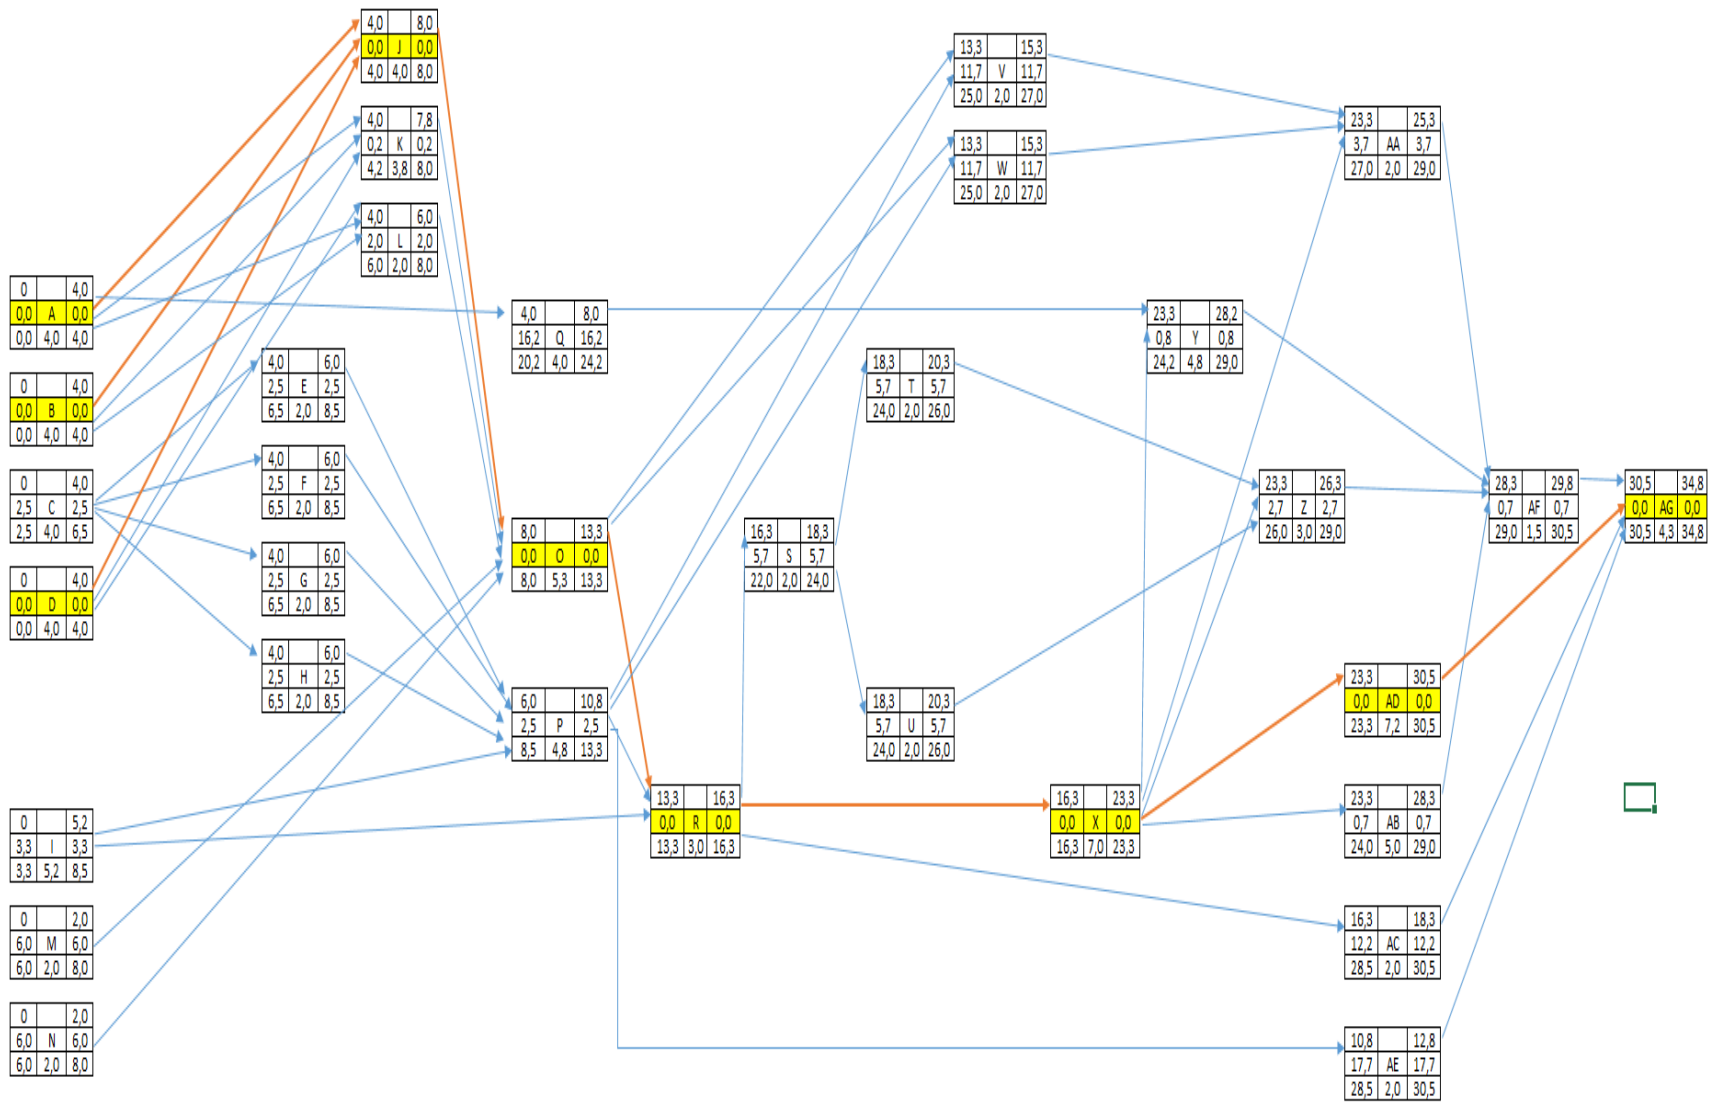 4,0 8,0
0,0 J 0,0
4,0 4,0 8,0
4,0 7,8
0,2 K 0,2
4,2 3,8 8,0
4,0 6,0
2,0 L 2,0
6,0 2,0 8,0
0 4,0
0,0 A 0,0
0,0 4,0 4,0
0 4,0
0,0 B 0,0
0,0 4,0 4,0
0 4,0
2,5 C 2,5
2,5 4,0 6,5
0 4,0
0,0 D 0,0
0,0 4,0 4,0
4,0 6,0
2,5 E 2,5
6,5 2,0 8,5
4,0 6,0
2,5 F 2,5
6,5 2,0 8,5
4,0 6,0
2,5 G 2,5
6,5 2,0 8,5
4,0 6,0
2,5 H 2,5
6,5 2,0 8,5
0 5,2
3,3 I 3,3
3,3 5,2 8,5
0 2,0
6,0 M 6,0
6,0 2,0 8,0
0 2,0
6,0 N 6,0
6,0 2,0 8,0
4,0 8,0
16,2 Q 16,2
20,2 4,0 24,2
8,0 13,3
0,0 O 0,0
8,0 5,3 13,3
6,0 10,8
2,5 P 2,5
8,5 4,8 13,3
13,3 16,3
0,0 R 0,0
13,3 3,0 16,3
16,3 18,3
5,7 S 5,7
22,0 2,0 24,0
18,3 20,3
5,7 T 5,7
24,0 2,0 26,0
18,3 20,3
5,7 U 5,7
24,0 2,0 26,0
13,3 15,3
11,7 V 11,7
25,0 2,0 27,0
13,3 15,3
11,7 W 11,7
25,0 2,0 27,0
16,3 23,3
0,0 X 0,0
16,3 7,0 23,3
23,3 28,2
0,8 Y 0,8
24,2 4,8 29,0
23,3 26,3
2,7 Z 2,7
26,0 3,0 29,0
23,3 25,3
3,7 AA 3,7
27,0 2,0 29,0
23,3 30,5
0,0 AD 0,0
23,3 7,2 30,5
23,3 28,3
0,7 AB 0,7
24,0 5,0 29,0
16,3 18,3
12,2 AC 12,2
28,5 2,0 30,5
10,8 12,8
17,7 AE 17,7
28,5 2,0 30,5
28,3 29,8
0,7 AF 0,7
29,0 1,5 30,5
30,5 34,8
0,0 AG 0,0
30,5 4,3 34,8